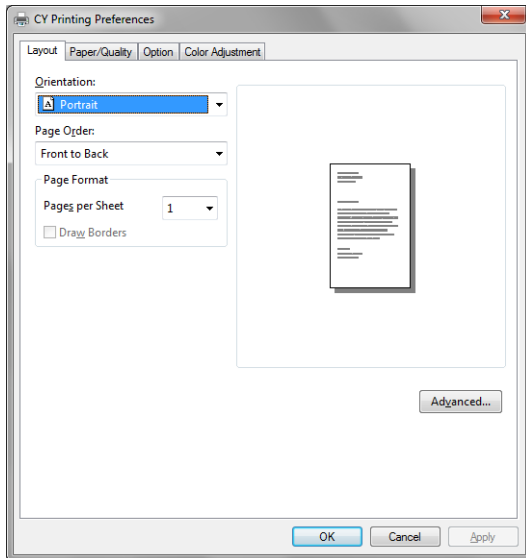 CY Printing Preferences
Layout Paper/Quality Option Color Adjustment
Orientation:
A Portrait
Page Order:
Front to Back
Page Format
Pages per Sheet 1
Draw Borders
Advanced...
OK Cancel Apply